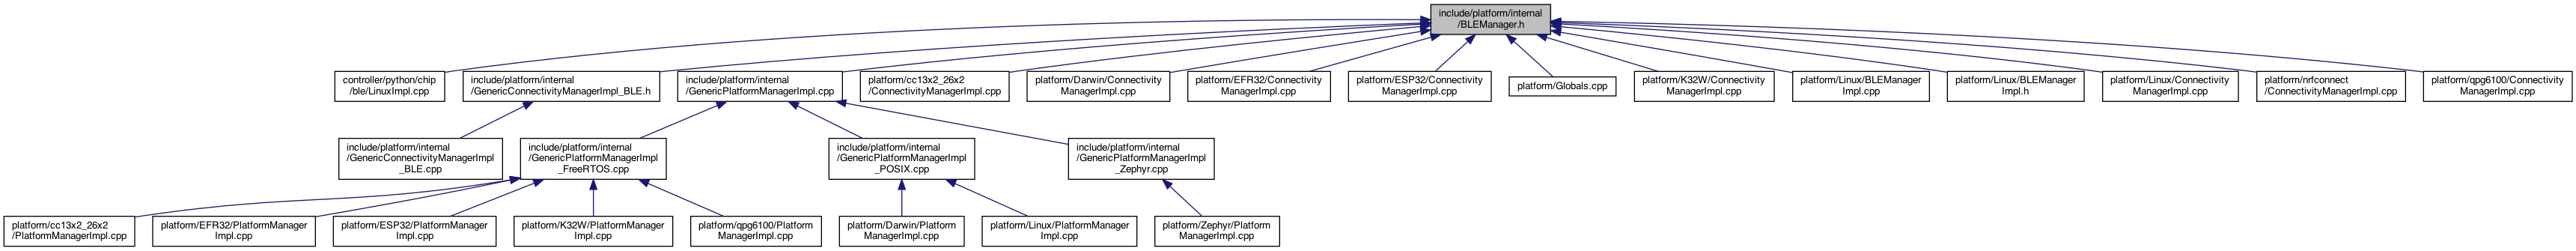 include/platform/internal
/BLEManager.h
controller/python/chip
/ble/LinuxImpl.cpp
include/platform/internal
/GenericConnectivityManagerImpl_BLE.h
include/platform/internal
/GenericPlatformManagerImpl.cpp
platform/cc13x2_26x2
/ConnectivityManagerImpl.cpp
platform/Darwin/Connectivity
ManagerImpl.cpp
platform/EFR32/Connectivity
ManagerImpl.cpp
platform/ESP32/Connectivity
ManagerImpl.cpp
platform/Globals.cpp
platform/K32W/Connectivity
ManagerImpl.cpp
platform/Linux/BLEManager
Impl.cpp
platform/Linux/BLEManager
Impl.h
platform/Linux/Connectivity
ManagerImpl.cpp
platform/nrfconnect
/ConnectivityManagerImpl.cpp
platform/qpg6100/Connectivity
ManagerImpl.cpp
include/platform/internal
/GenericConnectivityManagerImpl
_BLE.cpp
include/platform/internal
/GenericPlatformManagerImpl
_FreeRTOS.cpp
include/platform/internal
/GenericPlatformManagerImpl
_POSIX.cpp
include/platform/internal
/GenericPlatformManagerImpl
_Zephyr.cpp
platform/cc13x2_26x2
/PlatformManagerImpl.cpp
platform/EFR32/PlatformManager
Impl.cpp
platform/ESP32/PlatformManager
Impl.cpp
platform/K32W/PlatformManager
Impl.cpp
platform/qpg6100/Platform
ManagerImpl.cpp
platform/Darwin/Platform
ManagerImpl.cpp
platform/Linux/PlatformManager
Impl.cpp
platform/Zephyr/Platform
ManagerImpl.cpp